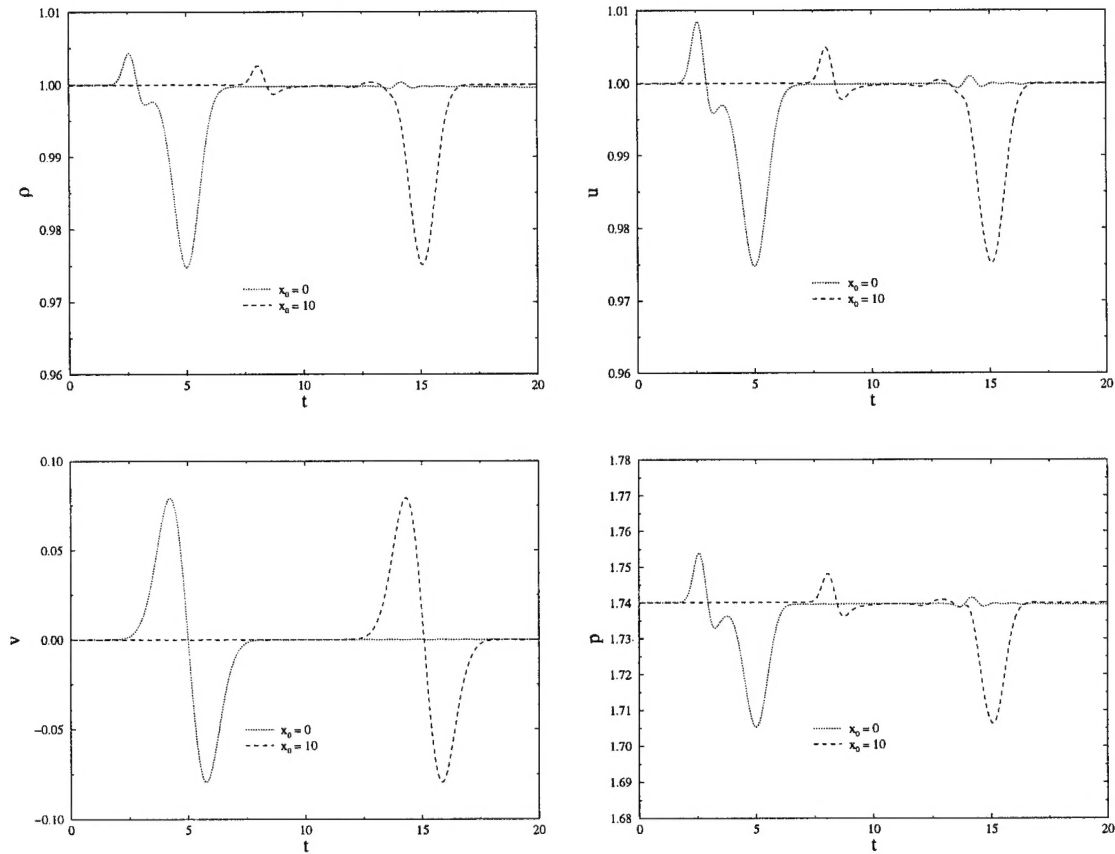 1.01
1.00
0.99
0.98
0.97
0.96
ρ
0 5 10 15 20
t
x₀ = 0
x₀ = 10
1.01
1.00
0.99
0.98
0.97
0.96
u
0 5 10 15 20
t
x₀ = 0
x₀ = 10
0.10
0.05
0.00
−0.05
−0.10
v
0 5 10 15 20
t
x₀ = 0
x₀ = 10
1.78
1.77
1.76
1.75
1.74
1.73
1.72
1.71
1.70
1.69
1.68
p
0 5 10 15 20
t
x₀ = 0
x₀ = 10